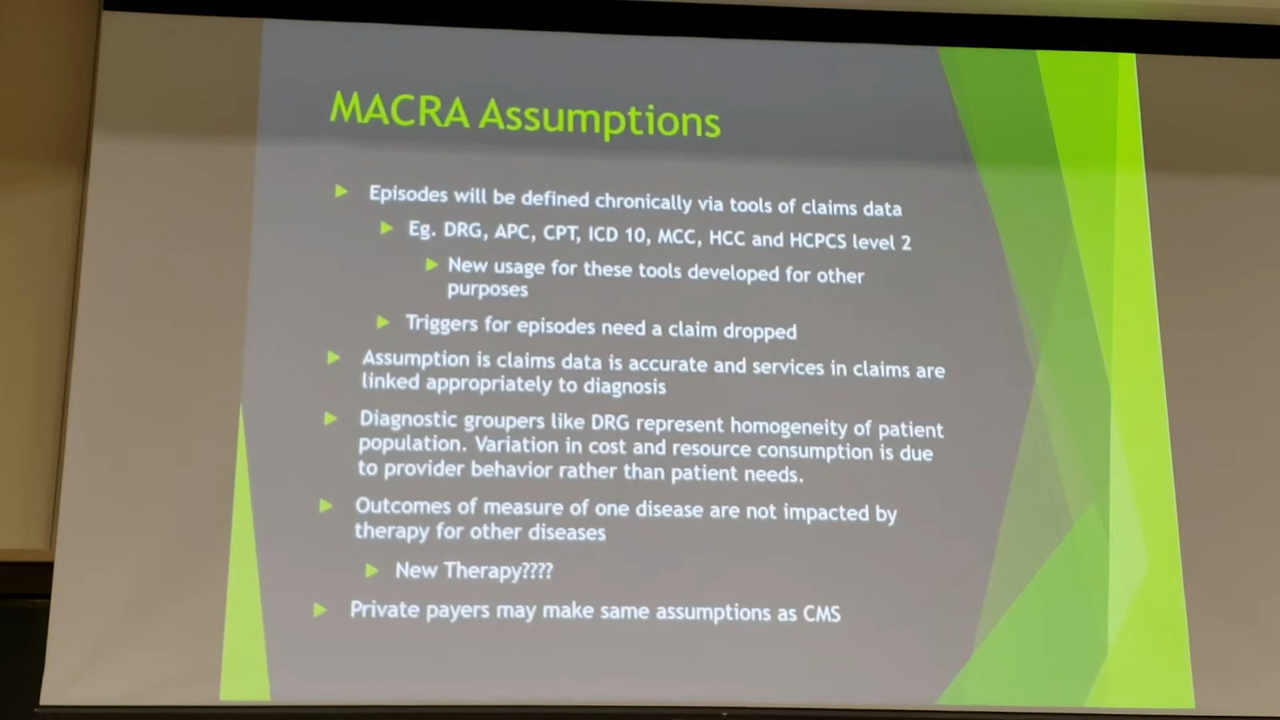 MACRA Assumptions
Episodes will be defined chronically via tools of claims data
Eg. DRG, APC, CPT, ICD 10, MCC, HCC and HCPCS level 2
New usage for these tools developed for other
purposes
Triggers for episodes need a claim dropped
Assumption is claims data is accurate and services in claims are
linked appropriately to diagnosis
Diagnostic groupers like DRG represent homogeneity of patient
population. Variation in cost and resource consumption is due
to provider behavior rather than patient needs.
Outcomes of measure of one disease are not impacted by
therapy for other diseases
New Therapy????
Private payers may make same assumptions as CMS